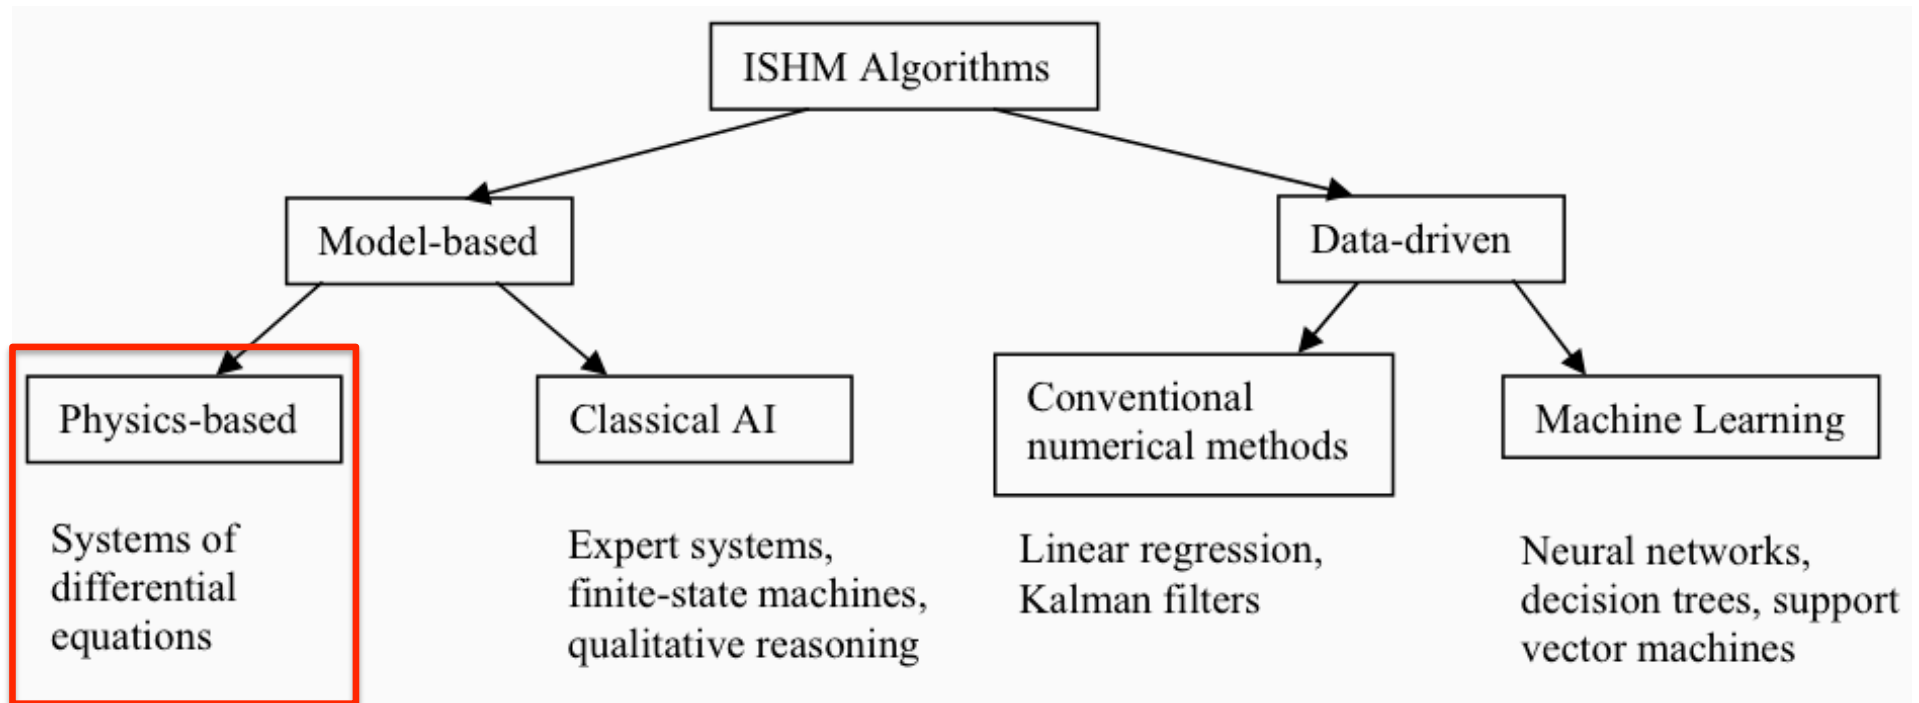 ISHM Algorithms
Model-based
Data-driven
Physics-based
Classical AI
Conventional
numerical methods
Machine Learning
Systems of
differential
equations
Expert systems,
finite-state machines,
qualitative reasoning
Linear regression,
Kalman filters
Neural networks,
decision trees, support
vector machines